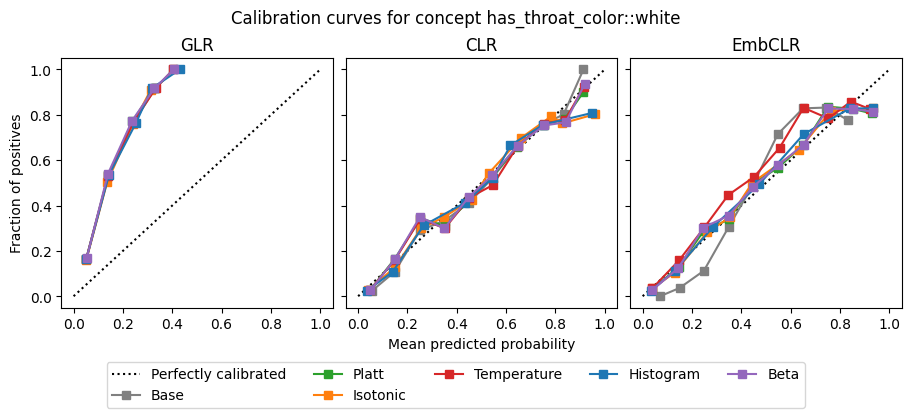 Calibration curves for concept has_throat_color::white
GLR
CLR
EmbCLR
Fraction of positives
1.0
0.8
0.6
0.4
0.2
0.0
0.0 0.2 0.4 0.6 0.8 1.0
0.0 0.2 0.4 0.6 0.8 1.0
0.0 0.2 0.4 0.6 0.8 1.0
Mean predicted probability
Perfectly calibrated Platt Temperature Histogram Beta
Base Isotonic